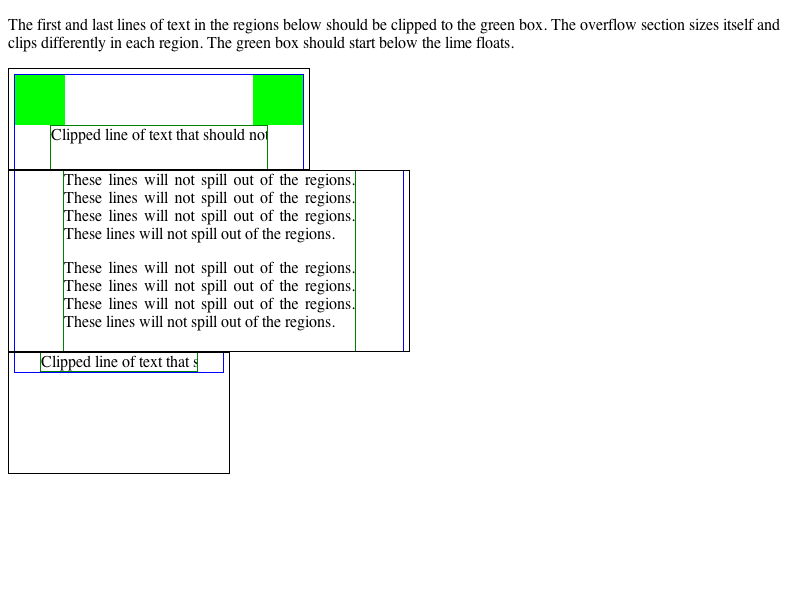 The first and last lines of text in the regions below should be clipped to the green box. The overflow section sizes itself and
clips differently in each region. The green box should start below the lime floats.
Clipped line of text that should not
These lines will not spill out of the regions.
These lines will not spill out of the regions.
These lines will not spill out of the regions.
These lines will not spill out of the regions.
These lines will not spill out of the regions.
These lines will not spill out of the regions.
These lines will not spill out of the regions.
These lines will not spill out of the regions.
Clipped line of text that s